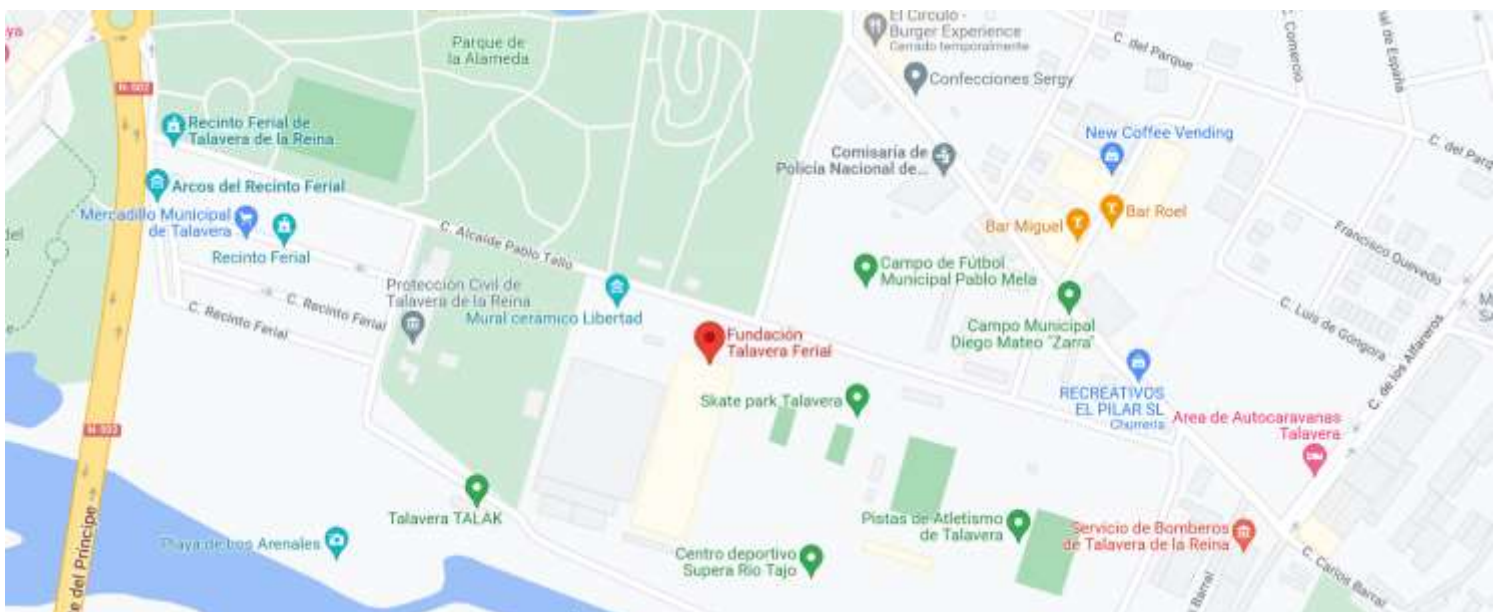 El Círculo -
Burger Experience
Cerrado temporalmente
Parque de
la Alameda
C. del Parque
C. Comercio
al de España
Confecciones Sergy
N-502
Recinto Ferial de
Talavera de la Reina
New Coffee Vending
Comisaría de
Policía Nacional de...
Arcos del Recinto Ferial
Mercadillo Municipal
de Talavera
Recinto Ferial
C. Alcalde Pablo Tello
Bar Miguel
Bar Roel
Francisco Quevedo
Campo de Fútbol
Municipal Pablo Mela
Protección Civil de
Talavera de la Reina
C. Recinto Ferial
C. Recinto Ferial
Mural cerámico Libertad
Campo Municipal
Diego Mateo "Zarra"
C. Luis de Góngora
Fundación
Talavera Ferial
C. de los Alfareros
Skate park Talavera
RECREATIVOS
EL PILAR SL
Churrería
Area de Autocaravanas
Talavera
Talavera TALAK
Pistas de Atletismo
de Talavera
Servicio de Bomberos
de Talavera de la Reina
Playa de Los Arenales
e del Príncipe
Centro deportivo
Supera Rio Tajo
C. Carlos Barral
Barral